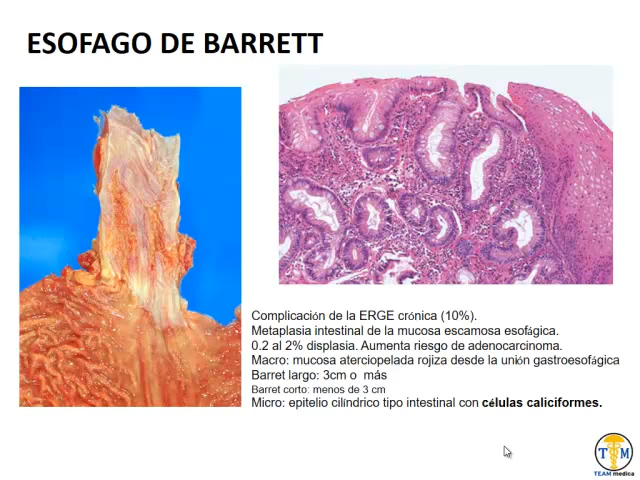 ESOFAGO DE BARRETT
Complicación de la ERGE crónica (10%).
Metaplasia intestinal de la mucosa escamosa esofágica.
0.2 al 2% displasia. Aumenta riesgo de adenocarcinoma.
Macro: mucosa aterciopelada rojiza desde la unión gastroesofágica
Barret largo: 3cm o  más
Barret corto: menos de 3 cm
Micro: epitelio cilíndrico tipo intestinal con células caliciformes.
T M
TEAM medica